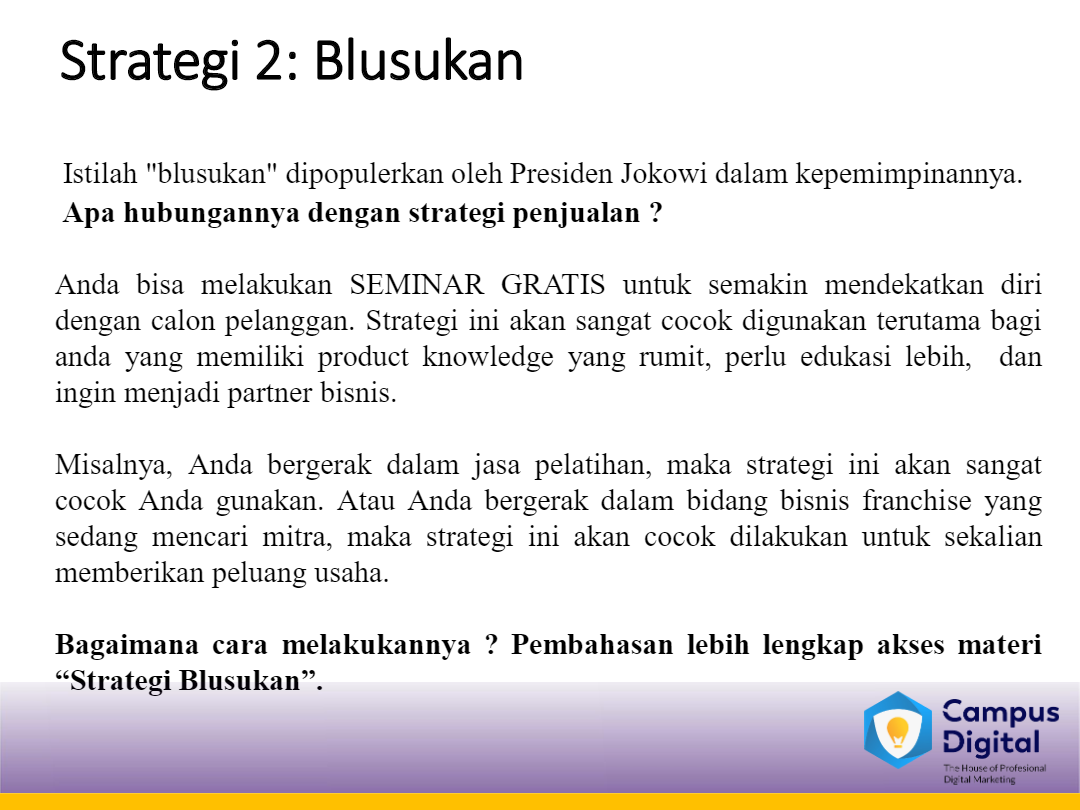 Strategi 2: Blusukan
Istilah "blusukan" dipopulerkan oleh Presiden Jokowi dalam kepemimpinannya.
Apa hubungannya dengan strategi penjualan ?
Anda bisa melakukan SEMINAR GRATIS untuk semakin mendekatkan diri
dengan calon pelanggan. Strategi ini akan sangat cocok digunakan terutama bagi
anda yang memiliki product knowledge yang rumit, perlu edukasi lebih, dan
ingin menjadi partner bisnis.
Misalnya, Anda bergerak dalam jasa pelatihan, maka strategi ini akan sangat
cocok Anda gunakan. Atau Anda bergerak dalam bidang bisnis franchise yang
sedang mencari mitra, maka strategi ini akan cocok dilakukan untuk sekalian
memberikan peluang usaha.
Bagaimana cara melakukannya ? Pembahasan lebih lengkap akses materi
“Strategi Blusukan”.
Campus
Digital
The House of Profesional
Digital Marketing